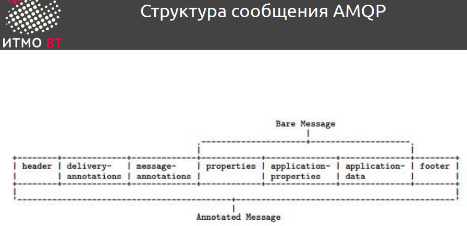 Структура сообщения AMQP
ИТМО ВТ
Bare Message
header | delivery- | message- | properties | application- | application- | footer
annotations | annotations | properties | data
Annotated Message